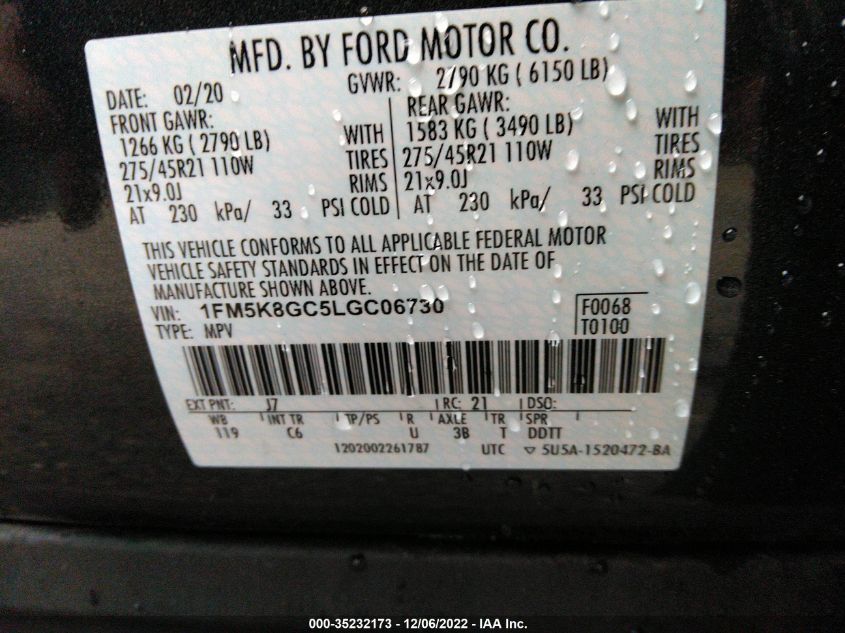 MFD. BY FORD MOTOR CO.
DATE: 02/20 GVWR: 2790 KG ( 6150 LB)
FRONT GAWR: REAR GAWR:
1266 KG ( 2790 LB) WITH 1583 KG ( 3490 LB) WITH
275/45R21 110W TIRES 275/45R21 110W TIRES
21x9.0J RIMS 21x9.0J RIMS
AT 230 kPa/ 33 PSI COLD AT 230 kPa/ 33 PSI COLD
THIS VEHICLE CONFORMS TO ALL APPLICABLE FEDERAL MOTOR
VEHICLE SAFETY STANDARDS IN EFFECT ON THE DATE OF
MANUFACTURE SHOWN ABOVE.
VIN: 1FM5K8GC5LGC06730 F0068
TYPE: MPV T0100
EXT PNT: J7 RC: 21 DSO:
WB INT TR TP/PS R AXLE TR SPR
119 C6 U 3B T DDTT
1202002261787 UTC ▽ 5U5A-1520472-BA
000-35232173 - 12/06/2022 - IAA Inc.